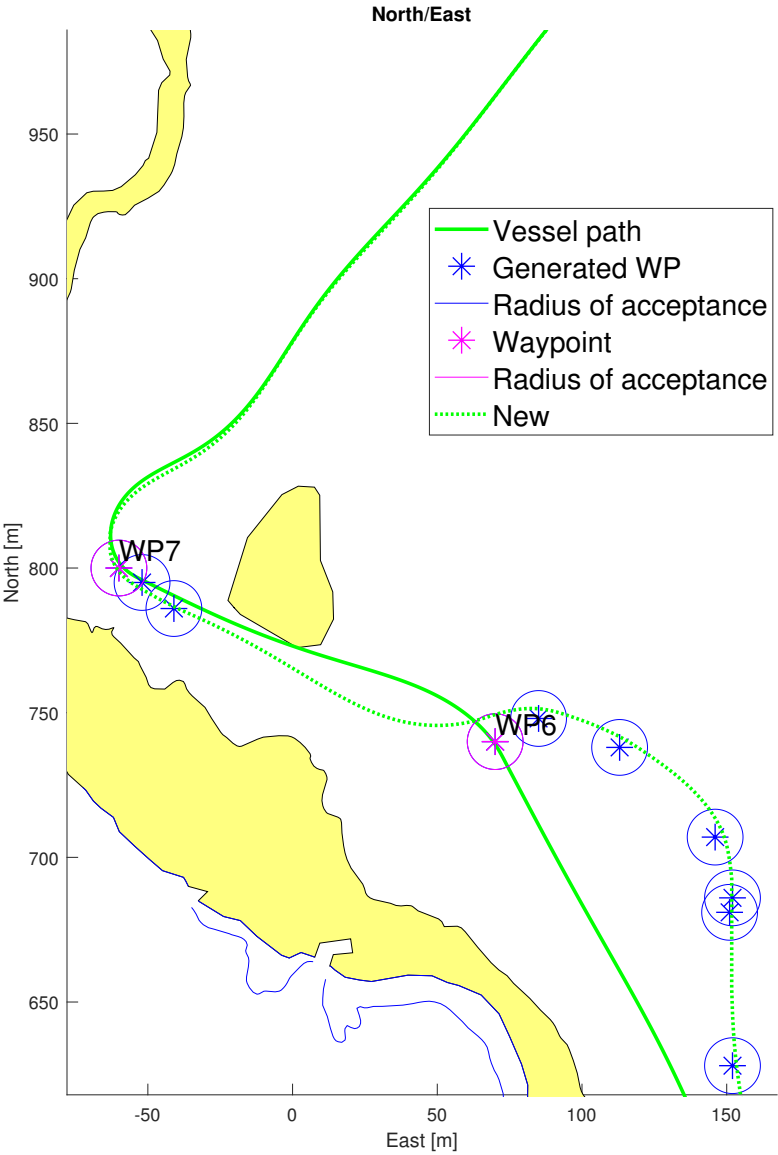 North/East
950
900
850
800
750
700
650
North [m]
Vessel path
Generated WP
Radius of acceptance
Waypoint
Radius of acceptance
New
WP7
WP6
-50
0
50
100
150
East [m]